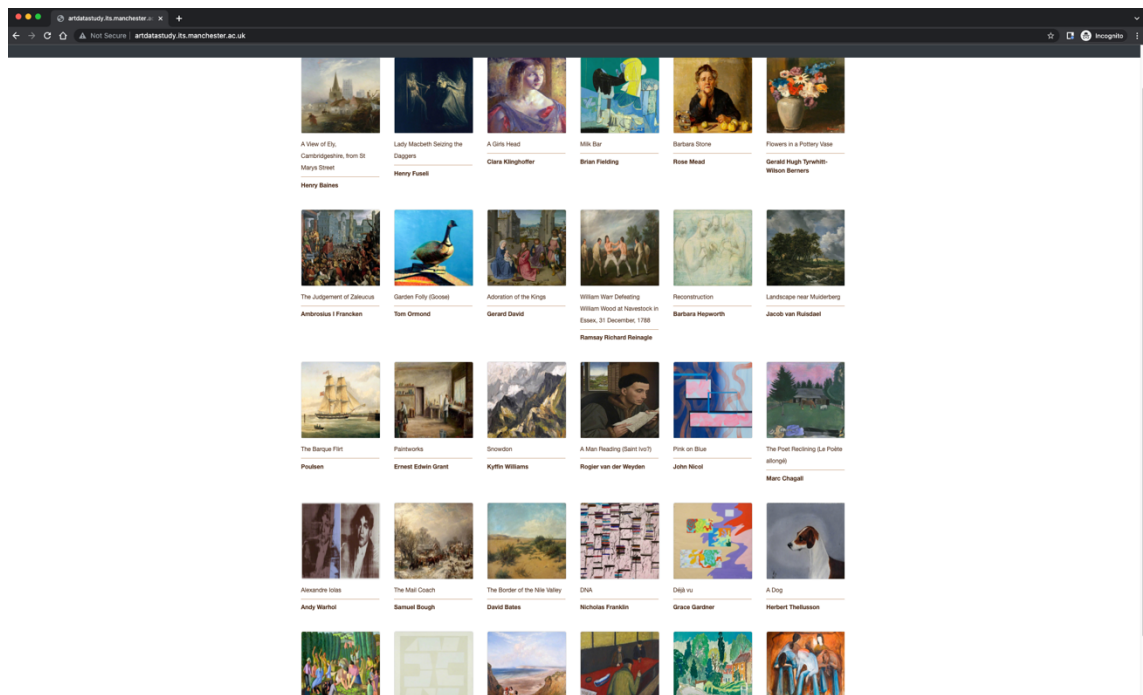 artdatastudy.its.manchester.ac
Not Secure | artdatastudy.its.manchester.ac.uk
Incognito
A View of Ely,
Cambridgeshire, from St
Marys Street
Henry Baines
Lady Macbeth Seizing the
Daggers
Henry Fuseli
A Girls Head
Clara Klinghoffer
Milk Bar
Brian Fielding
Barbara Stone
Rose Mead
Flowers in a Pottery Vase
Gerald Hugh Tyrwhitt-
Wilson Berners
The Judgement of Zaleucus
Ambrosius I Francken
Garden Folly (Goose)
Tom Ormond
Adoration of the Kings
Gerard David
William Warr Defeating
William Wood at Navestock in
Essex, 31 December, 1788
Ramsay Richard Reinagle
Reconstruction
Barbara Hepworth
Landscape near Muiderberg
Jacob van Ruisdael
The Barque Flirt
Poulsen
Paintworks
Ernest Edwin Grant
Snowdon
Kyffin Williams
A Man Reading (Saint Ivo?)
Rogier van der Weyden
Pink on Blue
John Nicol
The Poet Reclining (Le Poète
allongé)
Marc Chagall
Alexandre Iolas
Andy Warhol
The Mail Coach
Samuel Bough
The Border of the Nile Valley
David Bates
DNA
Nicholas Franklin
Déjà vu
Grace Gardner
A Dog
Herbert Thellusson